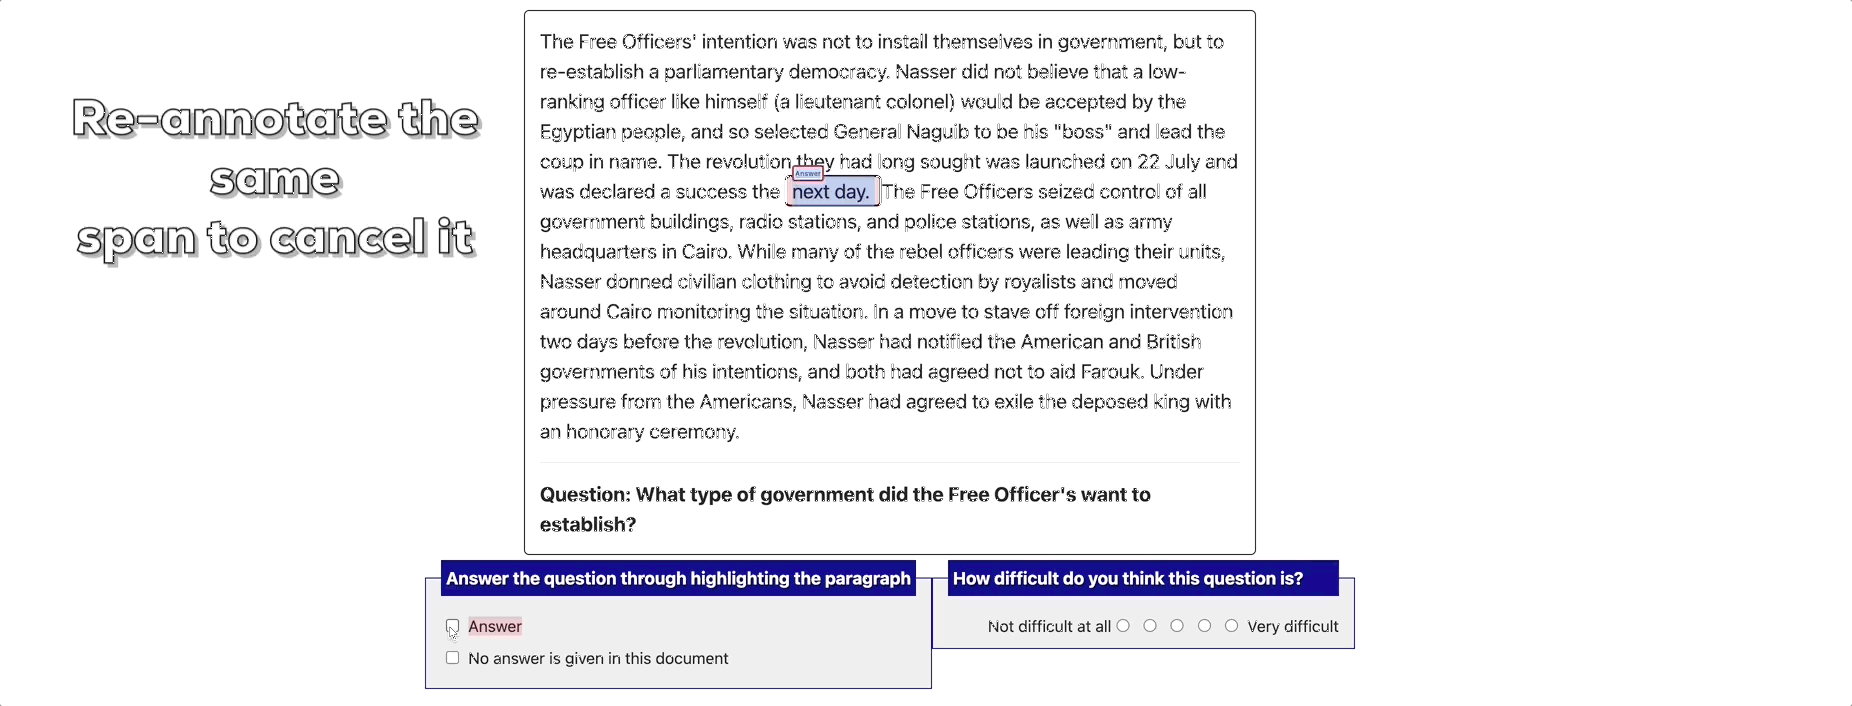 Re-annotate the
same
span to cancel it
The Free Officers' intention was not to install themselves in government, but to
re-establish a parliamentary democracy. Nasser did not believe that a low-
ranking officer like himself (a lieutenant colonel) would be accepted by the
Egyptian people, and so selected General Naguib to be his "boss" and lead the
coup in name. The revolution they had long sought was launched on 22 July and
Answer
was declared a success the next day. The Free Officers seized control of all
government buildings, radio stations, and police stations, as well as army
headquarters in Cairo. While many of the rebel officers were leading their units,
Nasser donned civilian clothing to avoid detection by royalists and moved
around Cairo monitoring the situation. In a move to stave off foreign intervention
two days before the revolution, Nasser had notified the American and British
governments of his intentions, and both had agreed not to aid Farouk. Under
pressure from the Americans, Nasser had agreed to exile the deposed king with
an honorary ceremony.
Question: What type of government did the Free Officer's want to
establish?
Answer the question through highlighting the paragraph
Answer
No answer is given in this document
How difficult do you think this question is?
Not difficult at all Very difficult